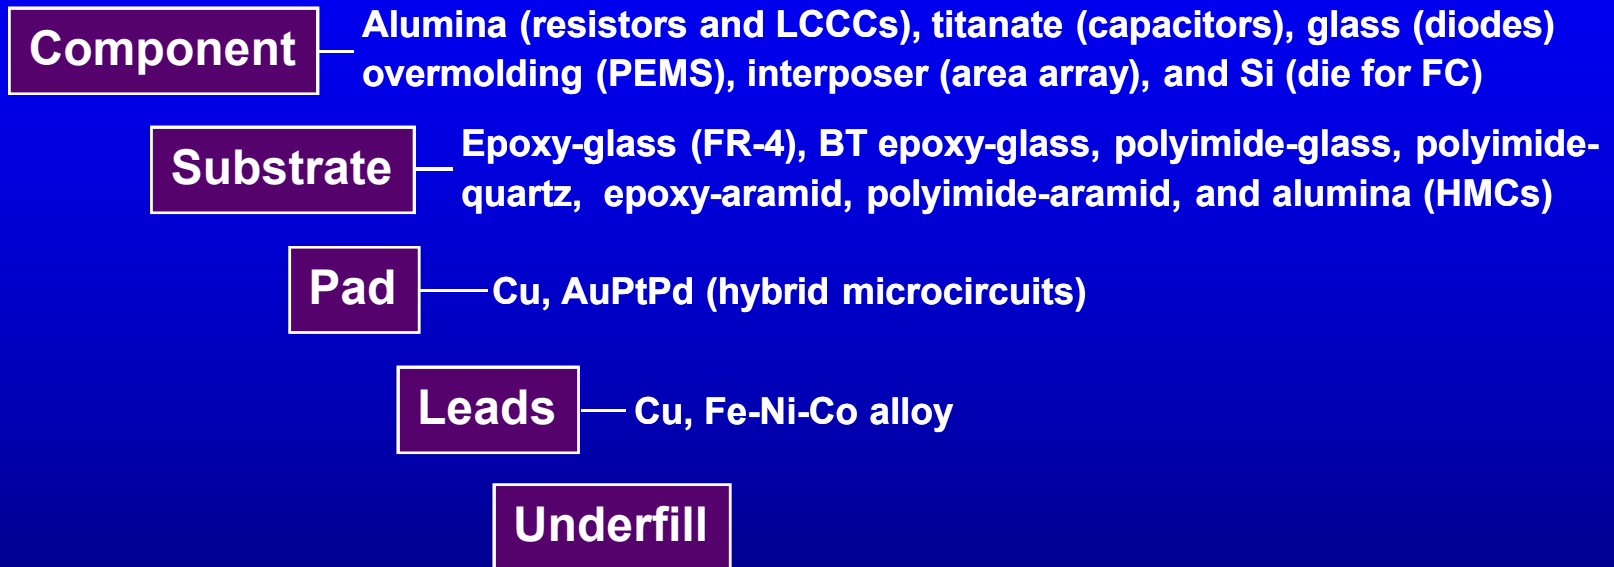 Component
Alumina (resistors and LCCCs), titanate (capacitors), glass (diodes)
overmolding (PEMS), interposer (area array), and Si (die for FC)
Substrate
Epoxy-glass (FR-4), BT epoxy-glass, polyimide-glass, polyimide-
quartz, epoxy-aramid, polyimide-aramid, and alumina (HMCs)
Pad
Cu, AuPtPd (hybrid microcircuits)
Leads
Cu, Fe-Ni-Co alloy
Underfill